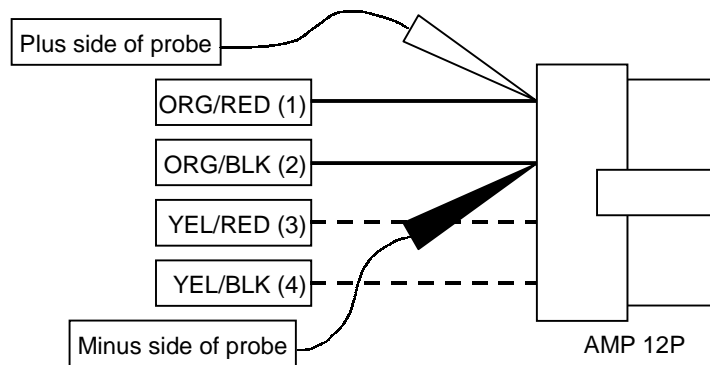 Plus side of probe
ORG/RED (1)
ORG/BLK (2)
YEL/RED (3)
YEL/BLK (4)
Minus side of probe
AMP 12P